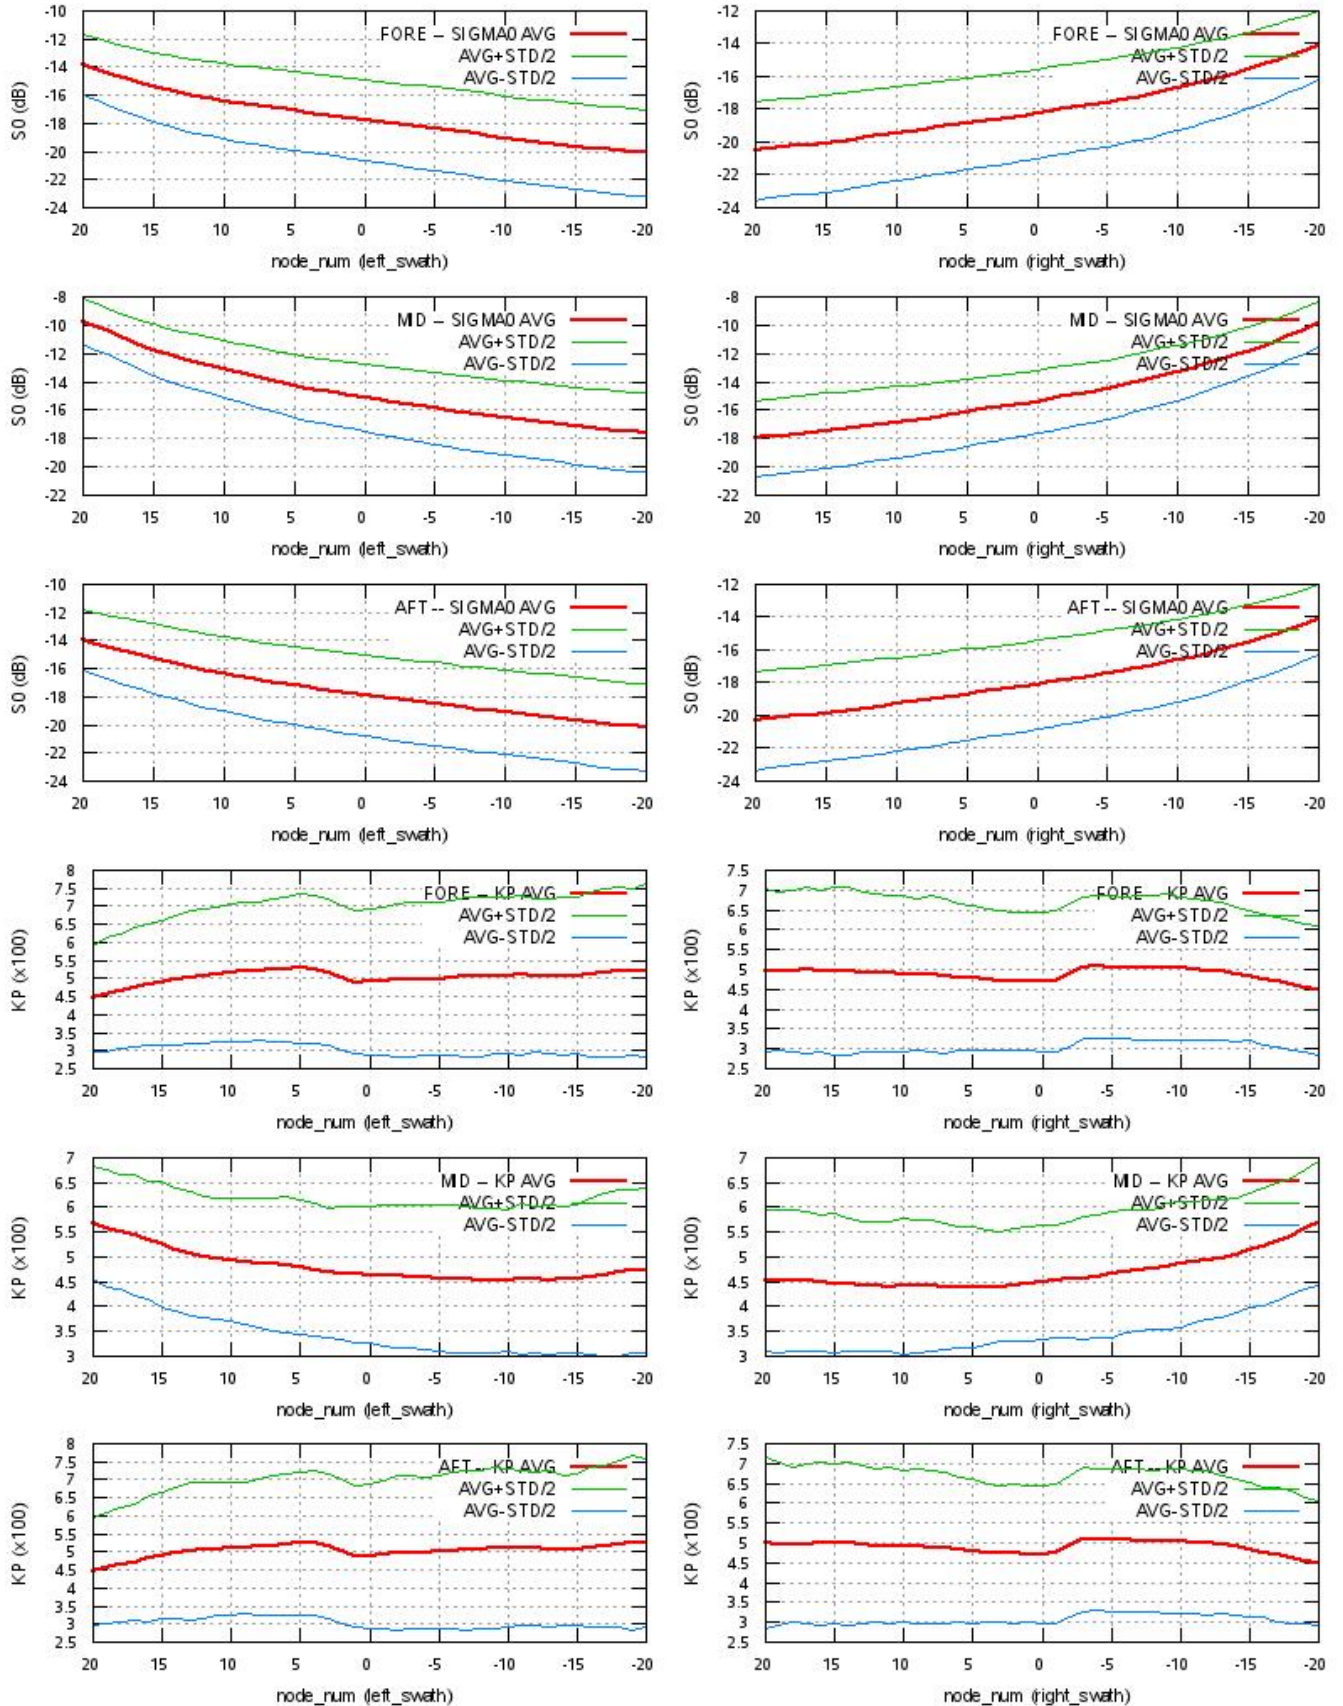 -10
-12
-14
-16
-18
-20
-22
-24
S0 (dB)
FORE -- SIGMA0 AVG
AVG+STD/2
AVG-STD/2
20 15 10 5 0 -5 -10 -15 -20
node_num (left_swath)
-12
-14
-16
-18
-20
-22
-24
S0 (dB)
FORE -- SIGMA0 AVG
AVG+STD/2
AVG-STD/2
20 15 10 5 0 -5 -10 -15 -20
node_num (right_swath)
-8
-10
-12
-14
-16
-18
-20
-22
S0 (dB)
MID -- SIGMA0 AVG
AVG+STD/2
AVG-STD/2
20 15 10 5 0 -5 -10 -15 -20
node_num (left_swath)
-8
-10
-12
-14
-16
-18
-20
-22
S0 (dB)
MID -- SIGMA0 AVG
AVG+STD/2
AVG-STD/2
20 15 10 5 0 -5 -10 -15 -20
node_num (right_swath)
-10
-12
-14
-16
-18
-20
-22
-24
S0 (dB)
AFT -- SIGMA0 AVG
AVG+STD/2
AVG-STD/2
20 15 10 5 0 -5 -10 -15 -20
node_num (left_swath)
-12
-14
-16
-18
-20
-22
-24
S0 (dB)
AFT -- SIGMA0 AVG
AVG+STD/2
AVG-STD/2
20 15 10 5 0 -5 -10 -15 -20
node_num (right_swath)
8
7.5
7
6.5
6
5.5
5
4.5
4
3.5
3
2.5
KP (x100)
FORE -- KP AVG
AVG+STD/2
AVG-STD/2
20 15 10 5 0 -5 -10 -15 -20
node_num (left_swath)
7.5
7
6.5
6
5.5
5
4.5
4
3.5
3
2.5
KP (x100)
FORE -- KP AVG
AVG+STD/2
AVG-STD/2
20 15 10 5 0 -5 -10 -15 -20
node_num (right_swath)
7
6.5
6
5.5
5
4.5
4
3.5
3
KP (x100)
MID -- KP AVG
AVG+STD/2
AVG-STD/2
20 15 10 5 0 -5 -10 -15 -20
node_num (left_swath)
7
6.5
6
5.5
5
4.5
4
3.5
3
KP (x100)
MID -- KP AVG
AVG+STD/2
AVG-STD/2
20 15 10 5 0 -5 -10 -15 -20
node_num (right_swath)
8
7.5
7
6.5
6
5.5
5
4.5
4
3.5
3
2.5
KP (x100)
AFT -- KP AVG
AVG+STD/2
AVG-STD/2
20 15 10 5 0 -5 -10 -15 -20
node_num (left_swath)
7.5
7
6.5
6
5.5
5
4.5
4
3.5
3
2.5
KP (x100)
AFT -- KP AVG
AVG+STD/2
AVG-STD/2
20 15 10 5 0 -5 -10 -15 -20
node_num (right_swath)